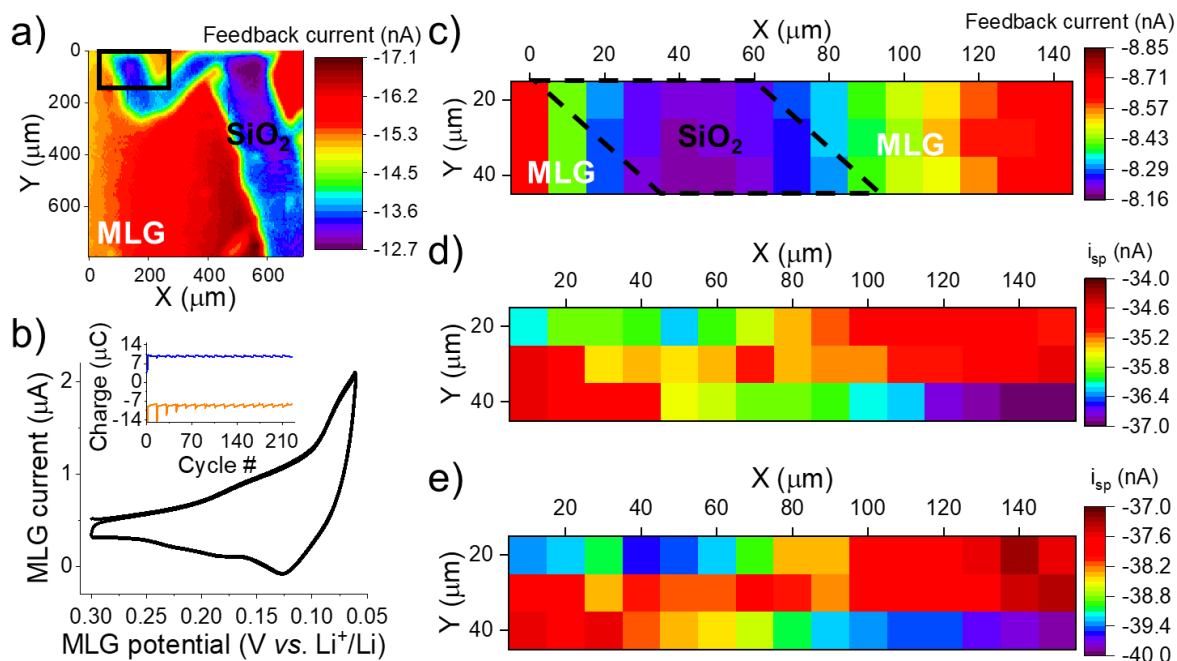 a)
Feedback current (nA)
0
200
400
600
Y (μm)
0 200 400 600
X (μm)
SiO2
MLG
-17.1
-16.2
-15.3
-14.4
-13.6
-12.7
b)
Charge (μC)
14
7
0
-7
-14
0 70 140 210
Cycle #
MLG current (μA)
2
1
0
0.30 0.25 0.20 0.15 0.10 0.05
MLG potential (V vs. Li+/Li)
c)
X (μm)
Feedback current (nA)
0 20 40 60 80 100 120 140
Y (μm)
20
40
MLG
SiO2
MLG
-8.85
-8.71
-8.57
-8.43
-8.29
-8.16
d)
X (μm)
isp (nA)
20 40 60 80 100 120 140
Y (μm)
20
40
-34.0
-34.6
-35.2
-35.8
-36.4
-37.0
e)
X (μm)
isp (nA)
20 40 60 80 100 120 140
Y (μm)
20
40
-37.0
-37.6
-38.2
-38.8
-39.4
-40.0